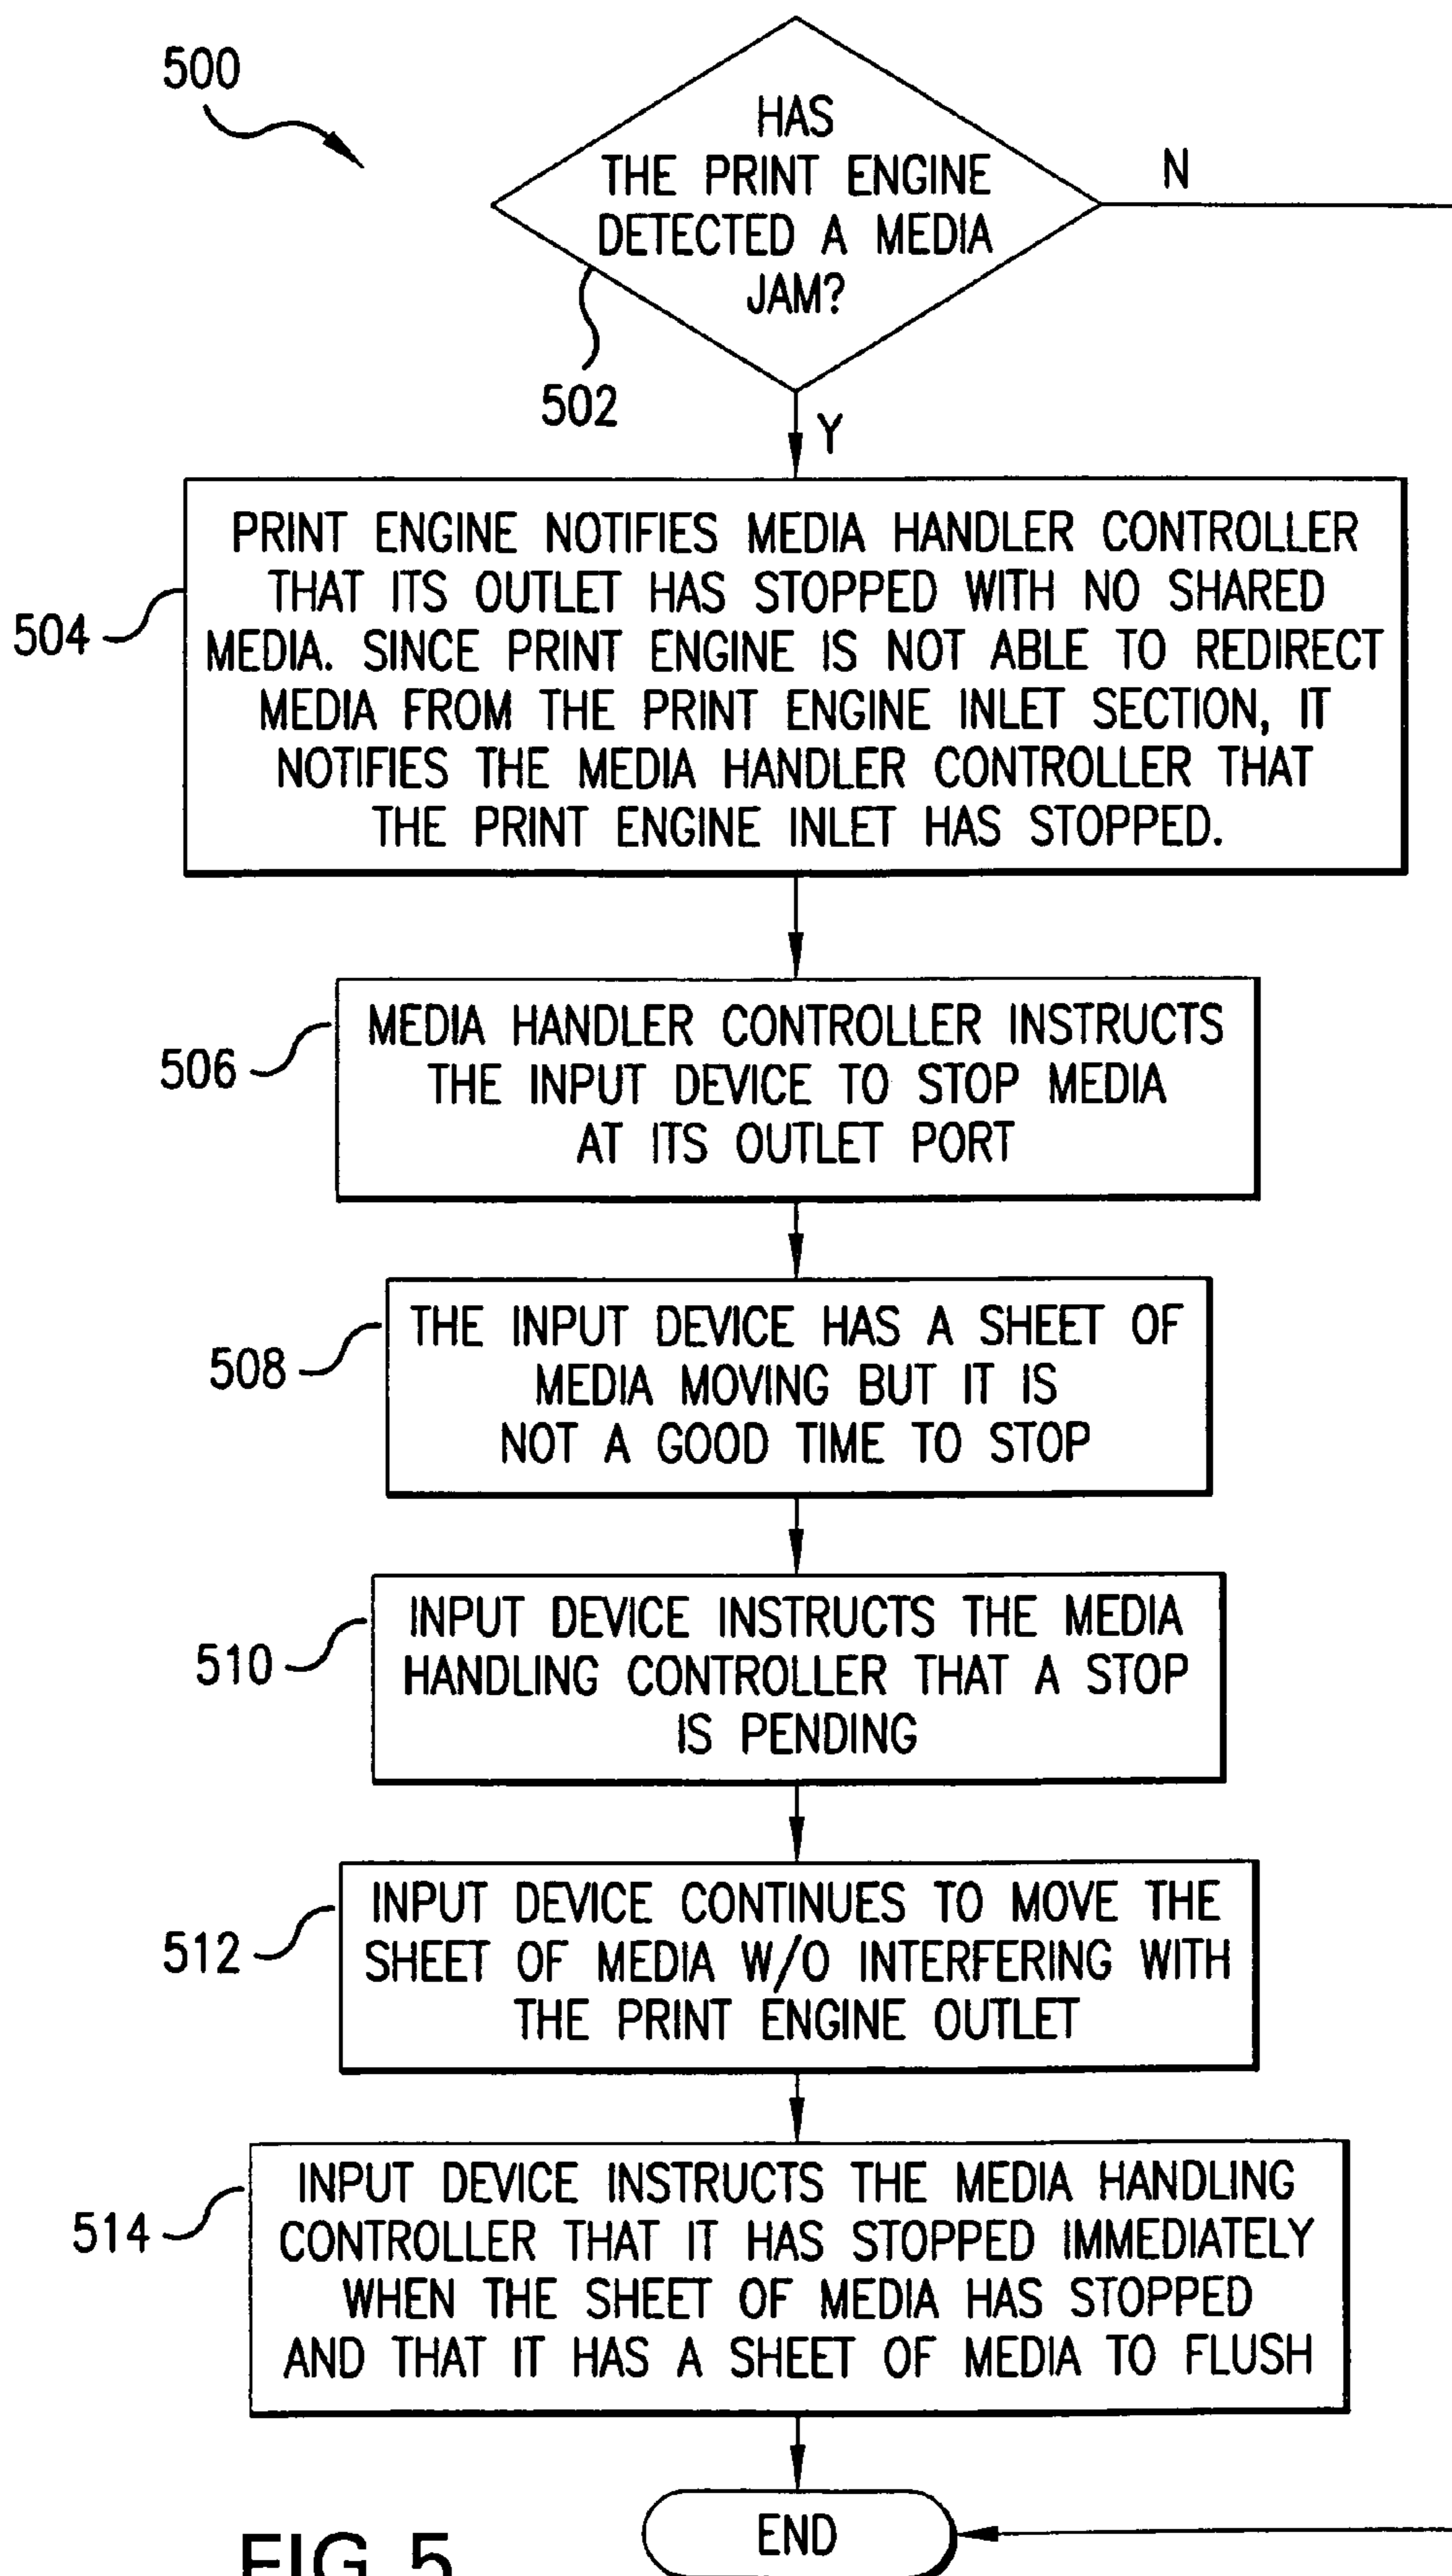 500
HAS
THE PRINT ENGINE
DETECTED A MEDIA
JAM?
N
502
Y
504
PRINT ENGINE NOTIFIES MEDIA HANDLER CONTROLLER
THAT ITS OUTLET HAS STOPPED WITH NO SHARED
MEDIA. SINCE PRINT ENGINE IS NOT ABLE TO REDIRECT
MEDIA FROM THE PRINT ENGINE INLET SECTION, IT
NOTIFIES THE MEDIA HANDLER CONTROLLER THAT
THE PRINT ENGINE INLET HAS STOPPED.
506
MEDIA HANDLER CONTROLLER INSTRUCTS
THE INPUT DEVICE TO STOP MEDIA
AT ITS OUTLET PORT
508
THE INPUT DEVICE HAS A SHEET OF
MEDIA MOVING BUT IT IS
NOT A GOOD TIME TO STOP
510
INPUT DEVICE INSTRUCTS THE MEDIA
HANDLING CONTROLLER THAT A STOP
IS PENDING
512
INPUT DEVICE CONTINUES TO MOVE THE
SHEET OF MEDIA W/O INTERFERING WITH
THE PRINT ENGINE OUTLET
514
INPUT DEVICE INSTRUCTS THE MEDIA HANDLING
CONTROLLER THAT IT HAS STOPPED IMMEDIATELY
WHEN THE SHEET OF MEDIA HAS STOPPED
AND THAT IT HAS A SHEET OF MEDIA TO FLUSH
END
FIG 5